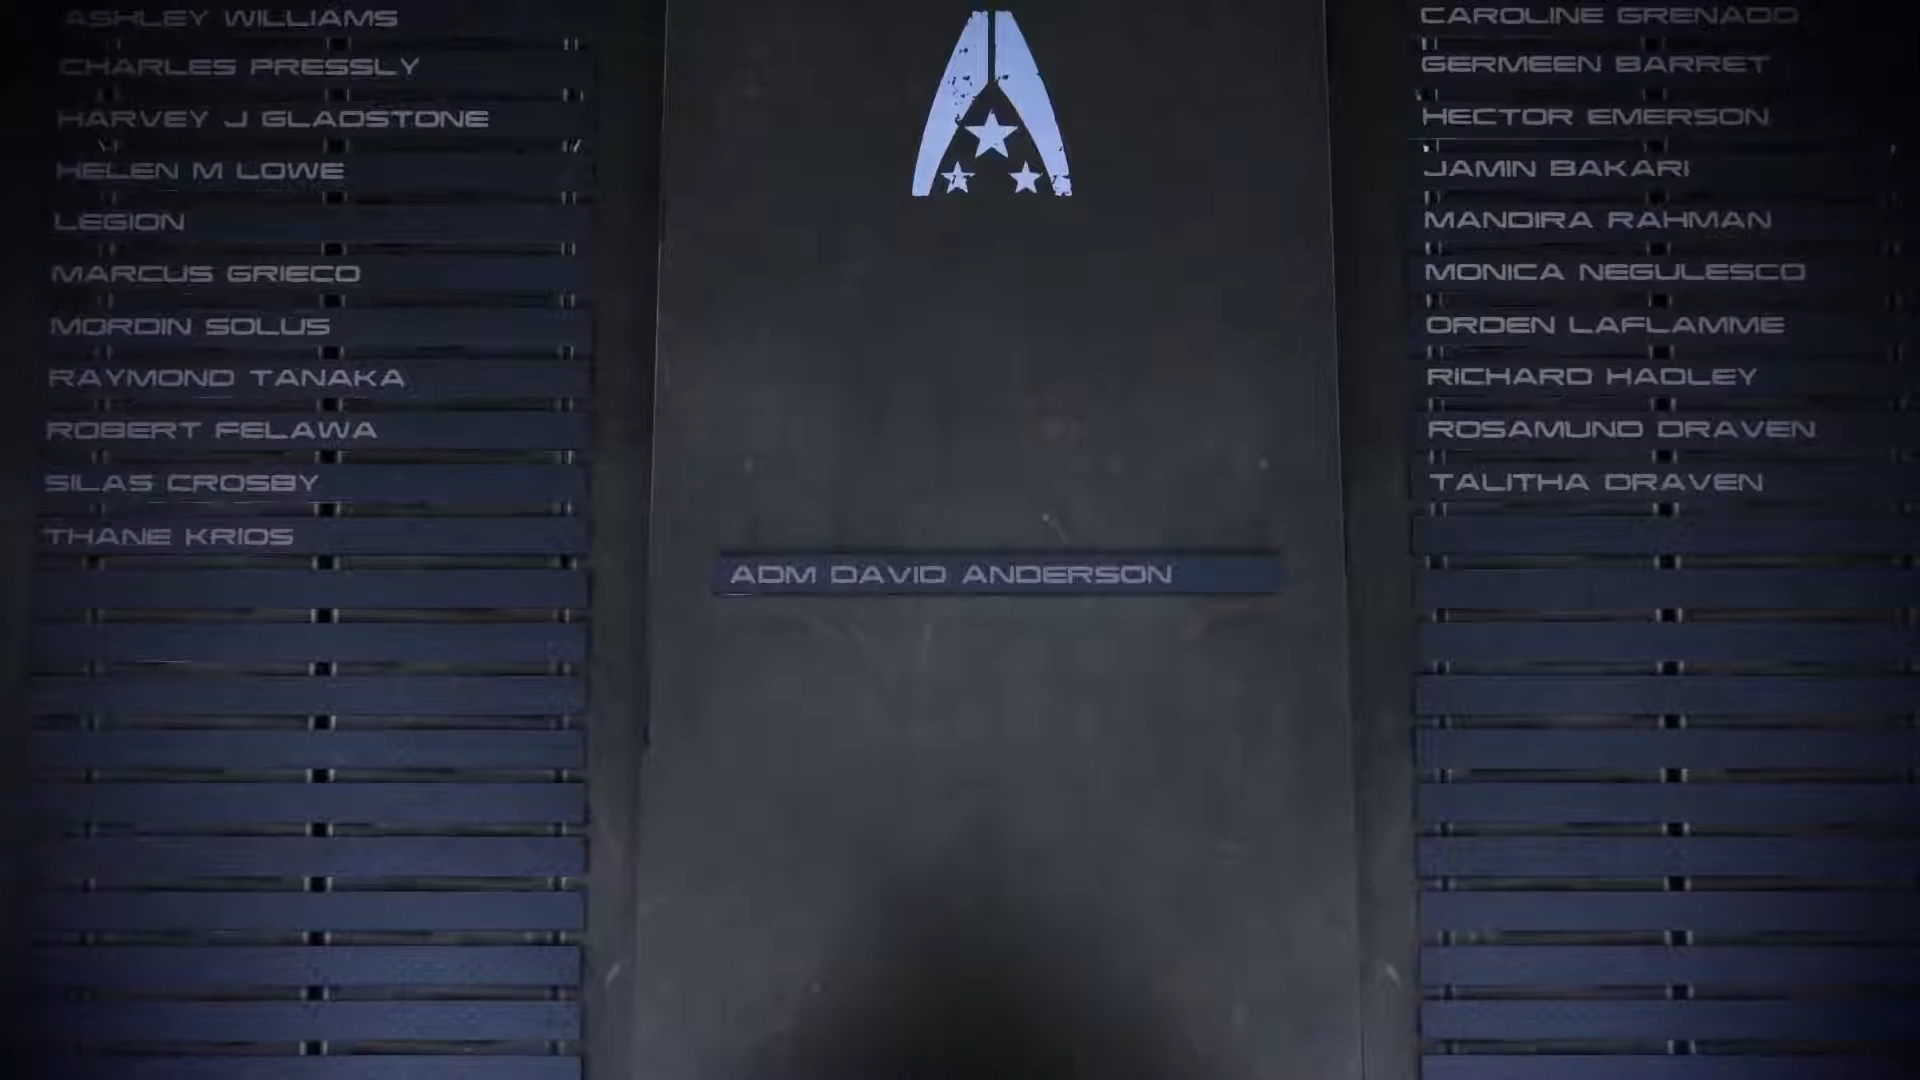 ASHLEY WILLIAMS
CHARLES PRESSLY
HARVEY J GLADSTONE
HELEN M LOWE
LEGION
MARCUS GRIECO
MORDIN SOLUS
RAYMOND TANAKA
ROBERT FELAWA
SILAS CROSBY
THANE KRIOS
ADM DAVID ANDERSON
CAROLINE GRENADO
GERMEEN BARRET
HECTOR EMERSON
JAMIN BAKARI
MANDIRA RAHMAN
MONICA NEGULESCO
ORDEN LAFLAMME
RICHARD HADLEY
ROSAMUND DRAVEN
TALITHA DRAVEN